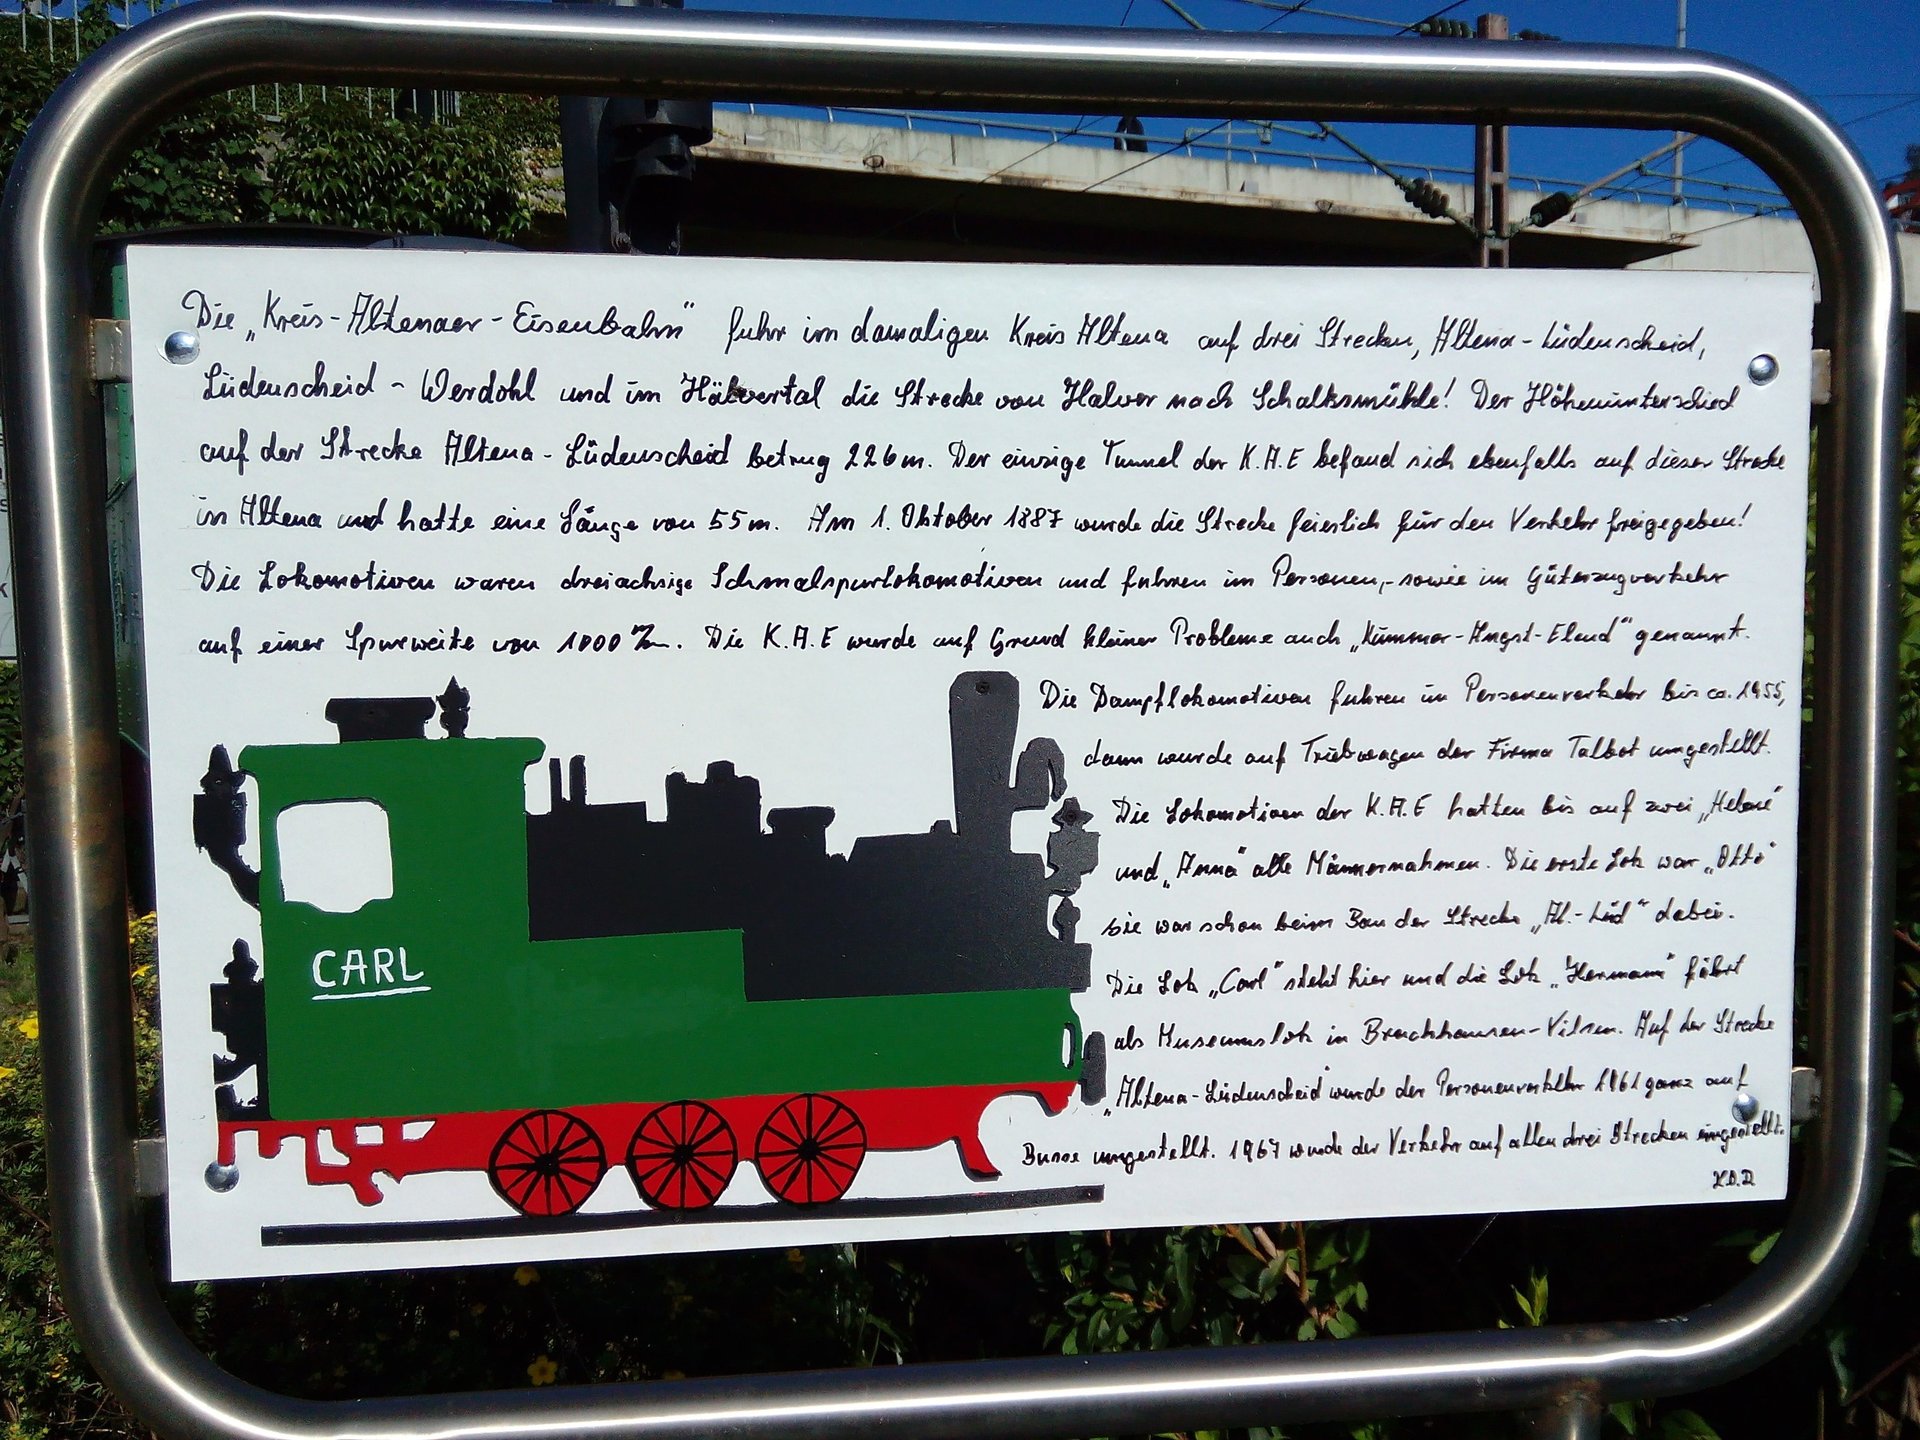 Die „Kreis-Altenaer-Eisenbahn" fuhr im damaligen Kreis Altena auf drei Strecken, Altena-Lüdenscheid,
Lüdenscheid - Werdohl und im Hälvertal die Strecke von Halver nach Schalksmühle! Der Höhenunterschied
auf der Strecke Altena-Lüdenscheid betrug 226m. Der einzige Tunnel der K.A.E befand sich ebenfalls auf dieser Strecke
in Altena und hatte eine Länge von 55m. Am 1. Oktober 1887 wurde die Strecke feierlich für den Verkehr freigegeben!
Die Lokomotiven waren dreiachsige Schmalspurlokomotiven und fuhren im Personen,-sowie im Güterzugverkehr
auf einer Spurweite von 1000 m/m. Die K.A.E wurde auf Grund kleiner Probleme auch „Kummer-Angst-Elend" genannt.
Die Dampflokomotiven fuhren im Personenverkehr bis ca. 1955,
dann wurde auf Triebwagen der Firma Talbot umgestellt.
Die Lokomotiven der K.A.E hatten bis auf zwei „Helene"
und „Anna" alle Männernahmen. Die erste Lok war „Otto"
sie war schon beim Bau der Strecke „Al.-Lüd" dabei.
Die Lok „Carl" steht hier und die Lok „Hermann" fährt
als Museumslok in Bruchhausen-Vilsen. Auf der Strecke
„Altena-Lüdenscheid" wurde der Personenverkehr 1961 ganz auf
Busse umgestellt. 1967 wurde der Verkehr auf allen drei Strecken eingestellt.
CARL